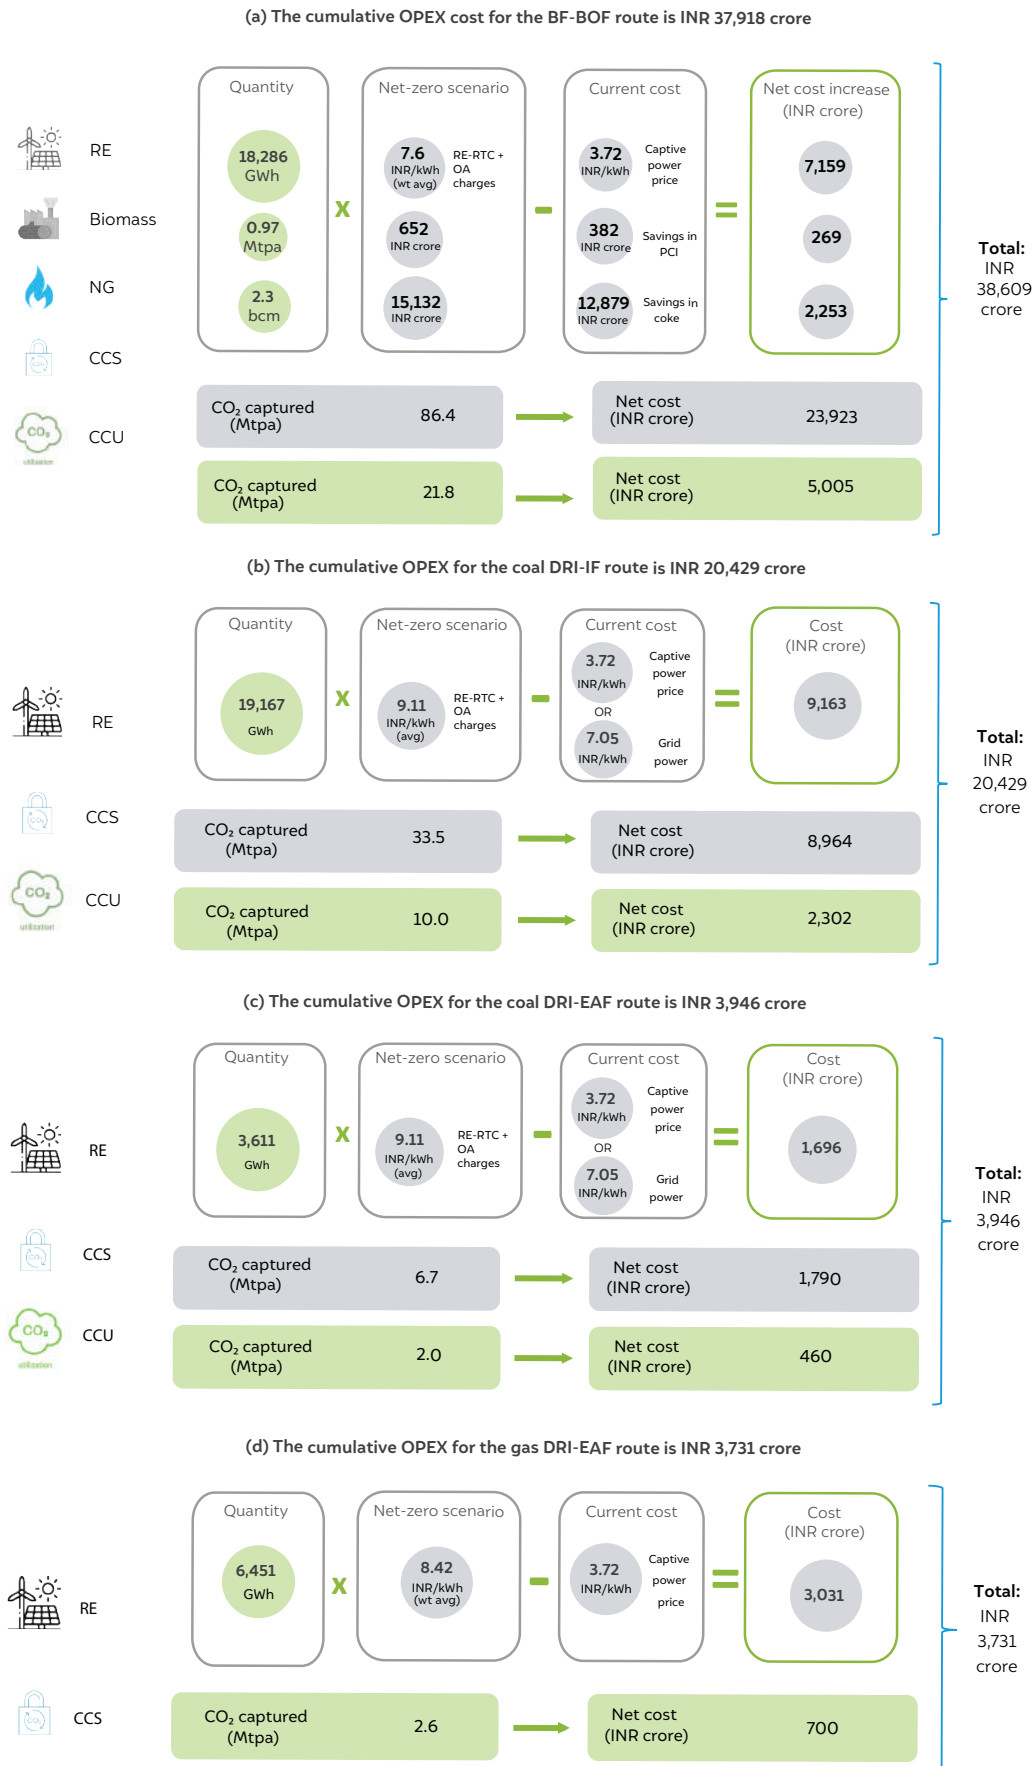 (a) The cumulative OPEX cost for the BF-BOF route is INR 37,918 crore
Quantity
Net-zero scenario
Current cost
Net cost increase
(INR crore)
RE
18,286
GWh
7.6
INR/kWh
(wt avg)
RE-RTC +
OA
charges
3.72
INR/kWh
Captive
power
price
7,159
Biomass
0.97
Mtpa
X
652
INR crore
-
382
INR crore
Savings in
PCI
=
269
NG
2.3
bcm
15,132
INR crore
12,879
INR crore
Savings in
coke
2,253
Total:
INR
38,609
crore
CCS
CO₂ captured
(Mtpa)
86.4
Net cost
(INR crore)
23,923
CO₂
utilization
CCU
CO₂ captured
(Mtpa)
21.8
Net cost
(INR crore)
5,005
(b) The cumulative OPEX for the coal DRI-IF route is INR 20,429 crore
Quantity
Net-zero scenario
Current cost
Cost
(INR crore)
RE
19,167
GWh
X
9.11
INR/kWh
(avg)
RE-RTC +
OA
charges
-
3.72
INR/kWh
Captive
power
price
OR
7.05
INR/kWh
Grid
power
=
9,163
Total:
INR
20,429
crore
CO₂
CCS
CO₂ captured
(Mtpa)
33.5
Net cost
(INR crore)
8,964
CO₂
utilization
CCU
CO₂ captured
(Mtpa)
10.0
Net cost
(INR crore)
2,302
(c) The cumulative OPEX for the coal DRI-EAF route is INR 3,946 crore
Quantity
Net-zero scenario
Current cost
Cost
(INR crore)
RE
3,611
GWh
X
9.11
INR/kWh
(avg)
RE-RTC +
OA
charges
-
3.72
INR/kWh
Captive
power
price
OR
7.05
INR/kWh
Grid
power
=
1,696
Total:
INR
3,946
crore
CO₂
CCS
CO₂ captured
(Mtpa)
6.7
Net cost
(INR crore)
1,790
CO₂
utilization
CCU
CO₂ captured
(Mtpa)
2.0
Net cost
(INR crore)
460
(d) The cumulative OPEX for the gas DRI-EAF route is INR 3,731 crore
Quantity
Net-zero scenario
Current cost
Cost
(INR crore)
RE
6,451
GWh
X
8.42
INR/kWh
(wt avg)
-
3.72
INR/kWh
Captive
power
price
=
3,031
Total:
INR
3,731
crore
CO₂
CCS
CO₂ captured
(Mtpa)
2.6
Net cost
(INR crore)
700